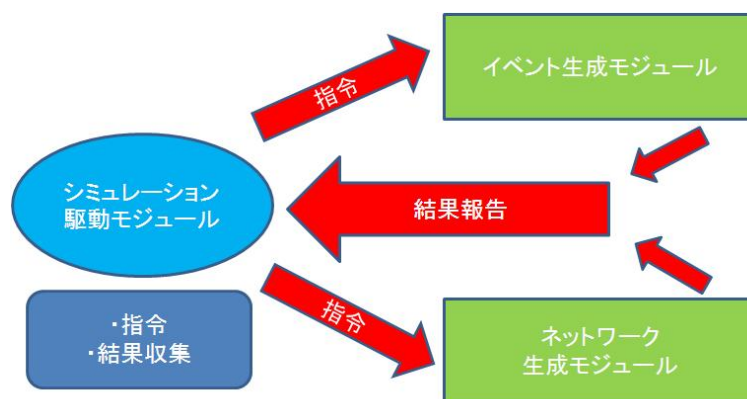 指令
イベント生成モジュール
シミュレーション
駆動モジュール
結果報告
・指令
・結果収集
指令
ネットワーク
生成モジュール